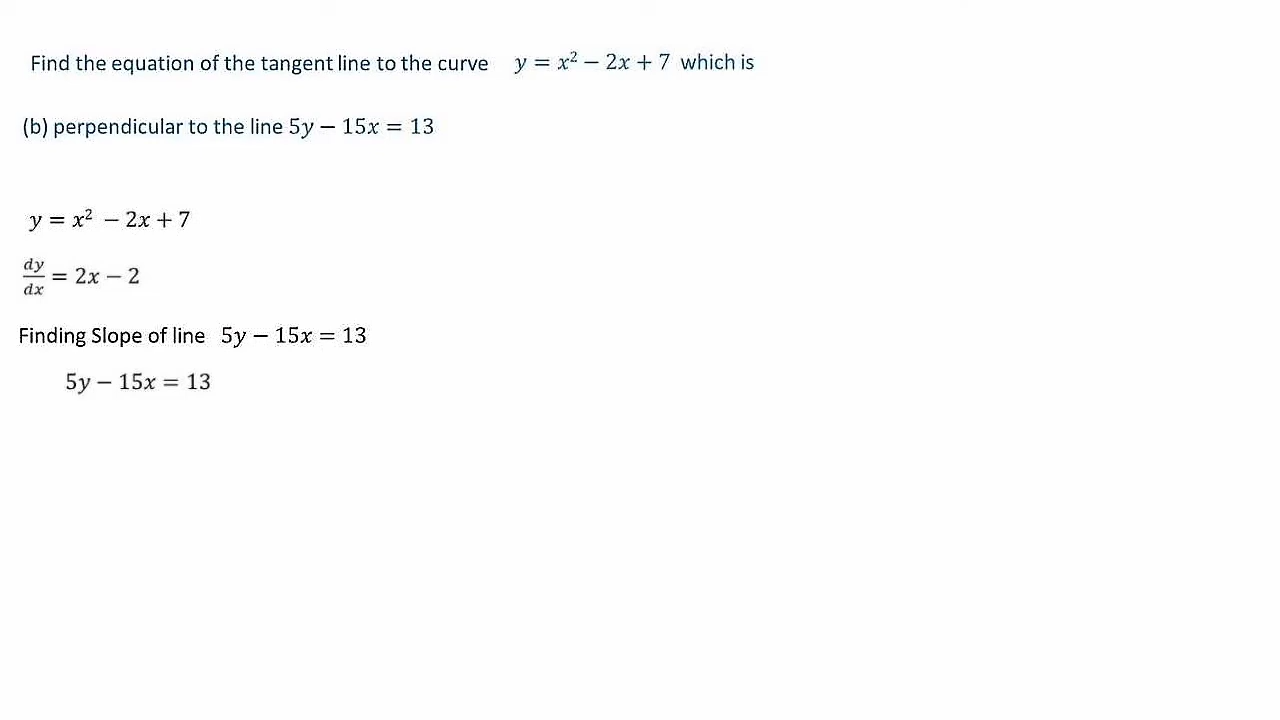 Find the equation of the tangent line to the curve y = x² − 2x + 7 which is
(b) perpendicular to the line 5y − 15x = 13
y = x² − 2x + 7
dy/dx = 2x − 2
Finding Slope of line 5y − 15x = 13
5y − 15x = 13